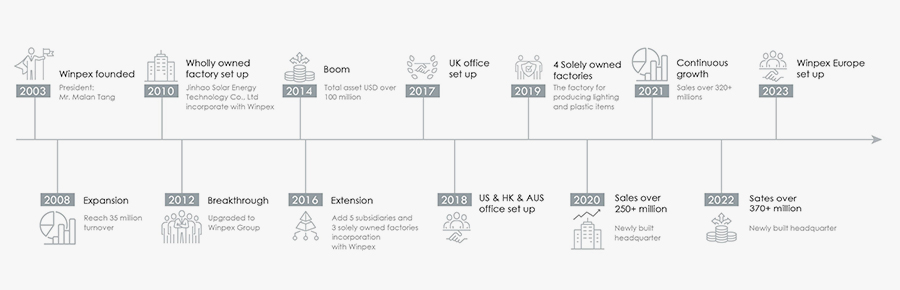 2003
Winpex founded
President:
Mr. Malan Tang
2010
Wholly owned
factory set up
Jinhao Solar Energy
Technology Co., Ltd
incorporate with Winpex
2014
Boom
Total asset USD over
100 million
2017
UK office
set up
2019
4 Solely owned
factories
The factory for
producing lighting
and plastic items
2021
Continuous
growth
Sales over 320+
millions
2023
Winpex Europe
set up
2008
Expansion
Reach 35 million
turnover
2012
Breakthrough
Upgraded to
Winpex Group
2016
Extension
Add 5 subsidiaries and
3 solely owned factories
incorporation
with Winpex
2018
US & HK & AUS
office set up
2020
Sales over
250+ million
Newly built
headquarter
2022
Sates over
370+ million
Newly built headquarter